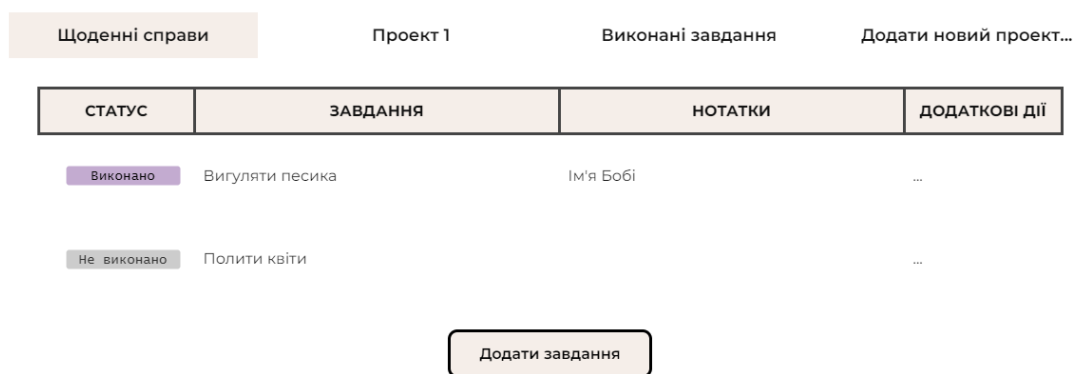 Щоденні справи Проект 1 Виконані завдання Додати новий проект...
СТАТУС ЗАВДАННЯ НОТАТКИ ДОДАТКОВІ ДІЇ
Виконано Вигуляти песика Ім'я Бобі ...
Не виконано Полити квіти ...
Додати завдання